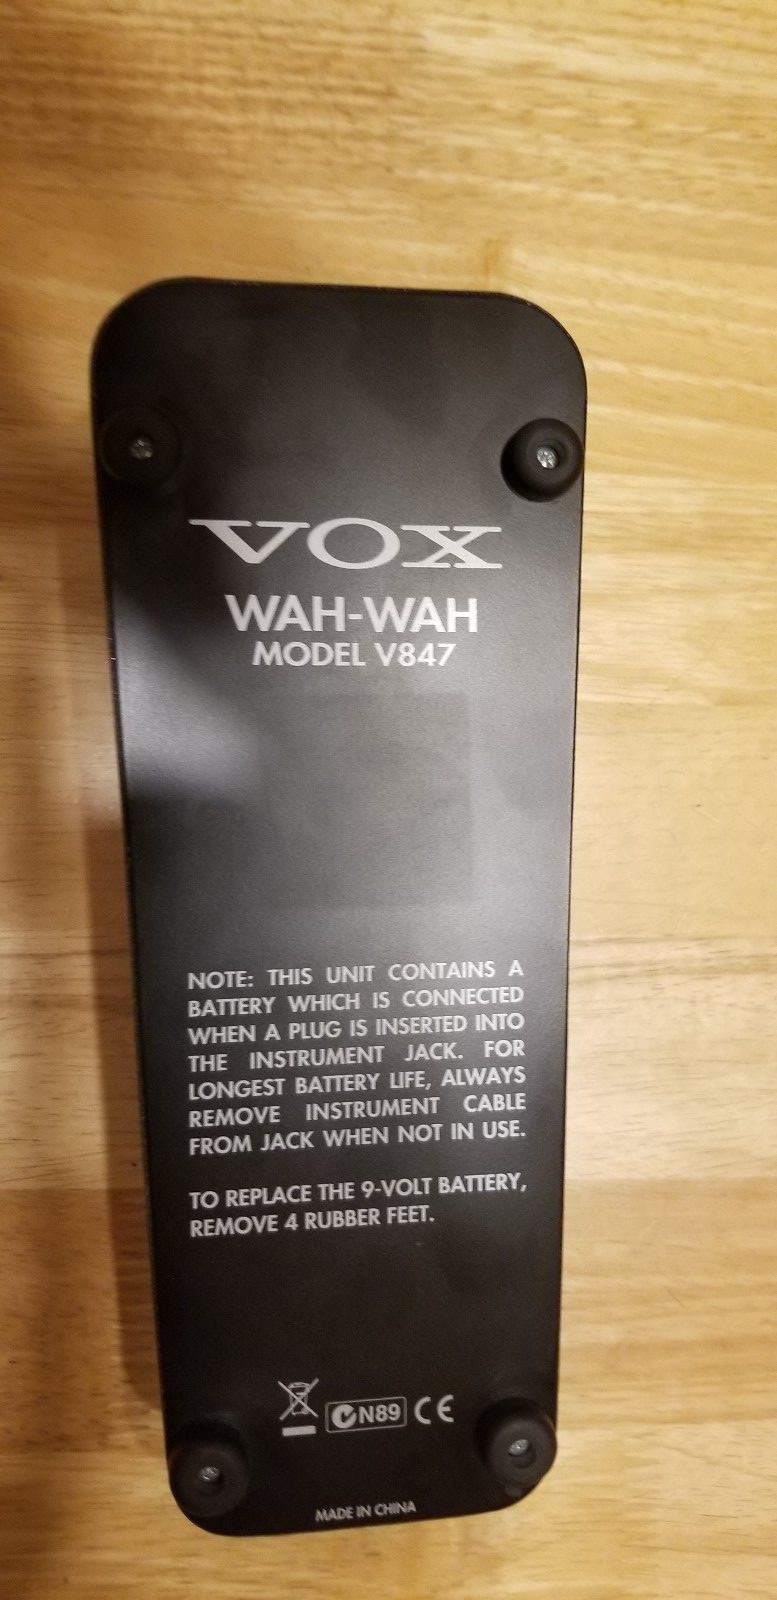 VOX
WAH-WAH
MODEL V847
NOTE: THIS UNIT CONTAINS A
BATTERY WHICH IS CONNECTED
WHEN A PLUG IS INSERTED INTO
THE INSTRUMENT JACK. FOR
LONGEST BATTERY LIFE, ALWAYS
REMOVE INSTRUMENT CABLE
FROM JACK WHEN NOT IN USE.
TO REPLACE THE 9-VOLT BATTERY,
REMOVE 4 RUBBER FEET.
N89 CE
MADE IN CHINA